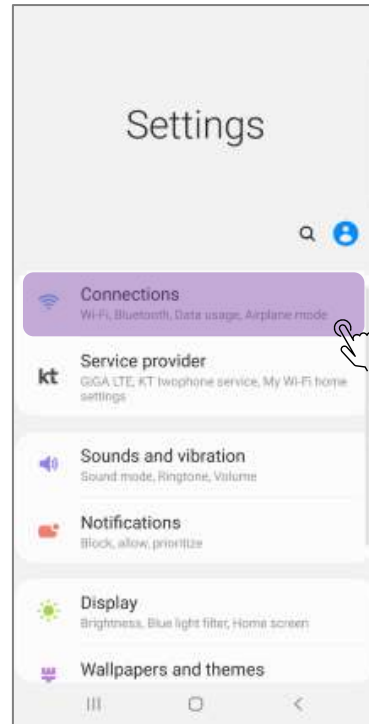 Settings
Connections
Wi-Fi, Bluetooth, Data usage, Airplane mode
kt
Service provider
GiGA LTE, KT twophone service, My Wi-Fi home
settings
Sounds and vibration
Sound mode, Ringtone, Volume
Notifications
Block, allow, prioritize
Display
Brightness, Blue light filter, Home screen
Wallpapers and themes